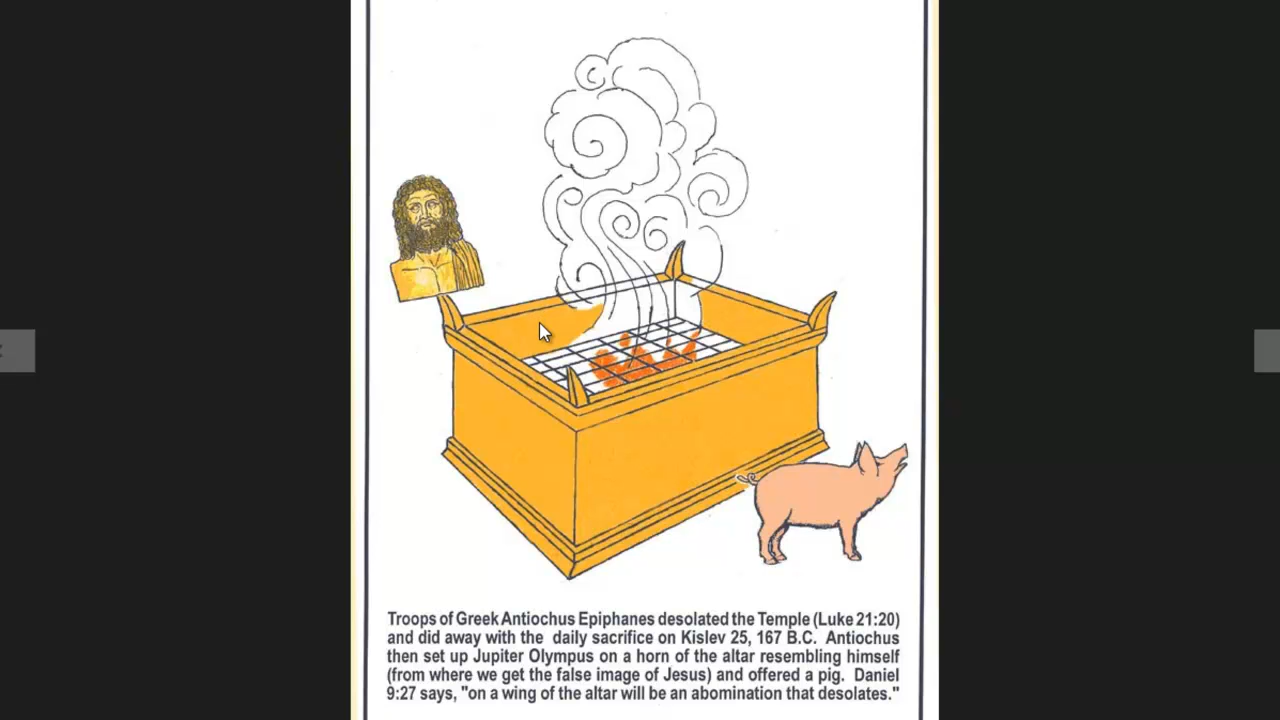 Troops of Greek Antiochus Epiphanes desolated the Temple (Luke 21:20)
and did away with the daily sacrifice on Kislev 25, 167 B.C. Antiochus
then set up Jupiter Olympus on a horn of the altar resembling himself
(from where we get the false image of Jesus) and offered a pig. Daniel
9:27 says, "on a wing of the altar will be an abomination that desolates."